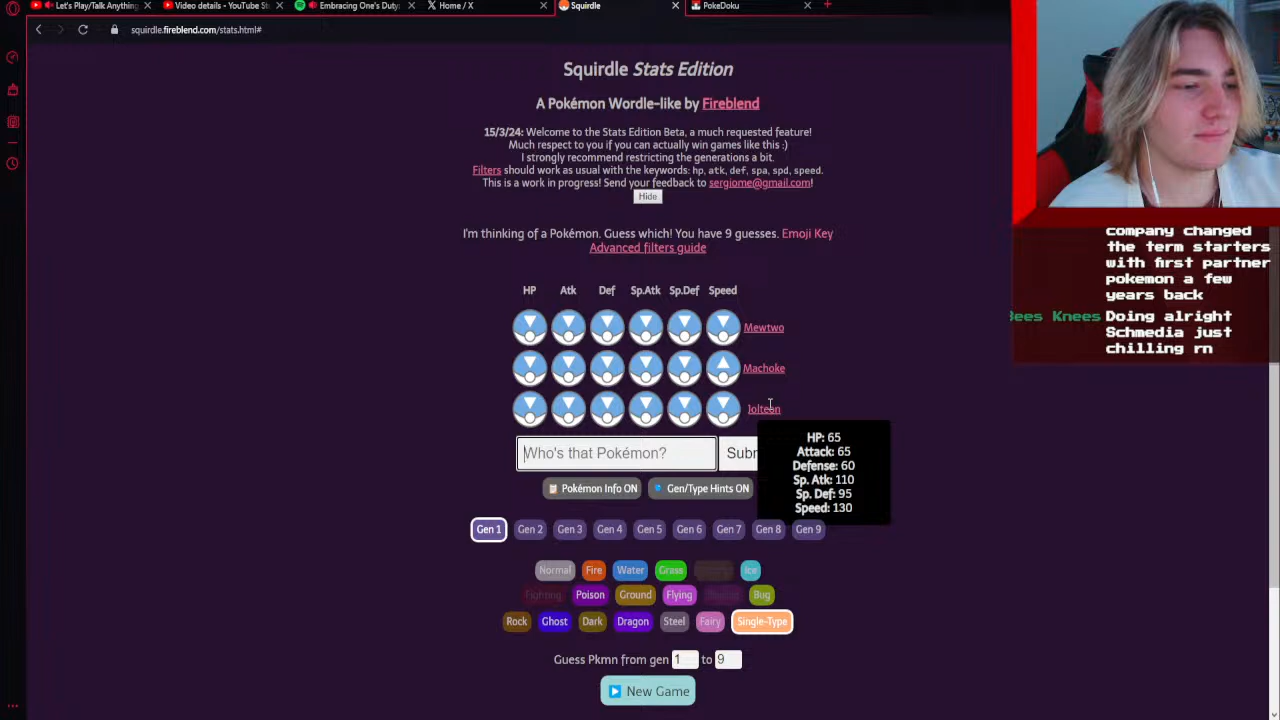 Let's Play/Talk Anything
Video details - YouTube St
Embracing One's Duty:
Home / X
Squirdle
PokeDoku
squirdle.fireblend.com/stats.html#
Squirdle Stats Edition
A Pokémon Wordle-like by Fireblend
15/3/24: Welcome to the Stats Edition Beta, a much requested feature!
Much respect to you if you can actually win games like this :)
I strongly recommend restricting the generations a bit.
Filters should work as usual with the keywords: hp, atk, def, spa, spd, speed.
This is a work in progress! Send your feedback to sergiome@gmail.com!
Hide
I'm thinking of a Pokémon. Guess which! You have 9 guesses. Emoji Key
Advanced filters guide
HP Atk Def Sp.Atk Sp.Def Speed
Mewtwo
Machoke
Jolteon
Who's that Pokémon? Subm
HP: 65
Attack: 65
Defense: 60
Sp. Atk: 110
Sp. Def: 95
Speed: 130
Pokémon Info ON Gen/Type Hints ON
Gen 1 Gen 2 Gen 3 Gen 4 Gen 5 Gen 6 Gen 7 Gen 8 Gen 9
Normal Fire Water Grass Ice
Fighting Poison Ground Flying Bug
Rock Ghost Dark Dragon Steel Fairy Single-Type
Guess Pkmn from gen 1 to 9
New Game
company changed
the term starters
with first partner
pokemon a few
years back
Bees Knees Doing alright
Schmedia just
chilling rn